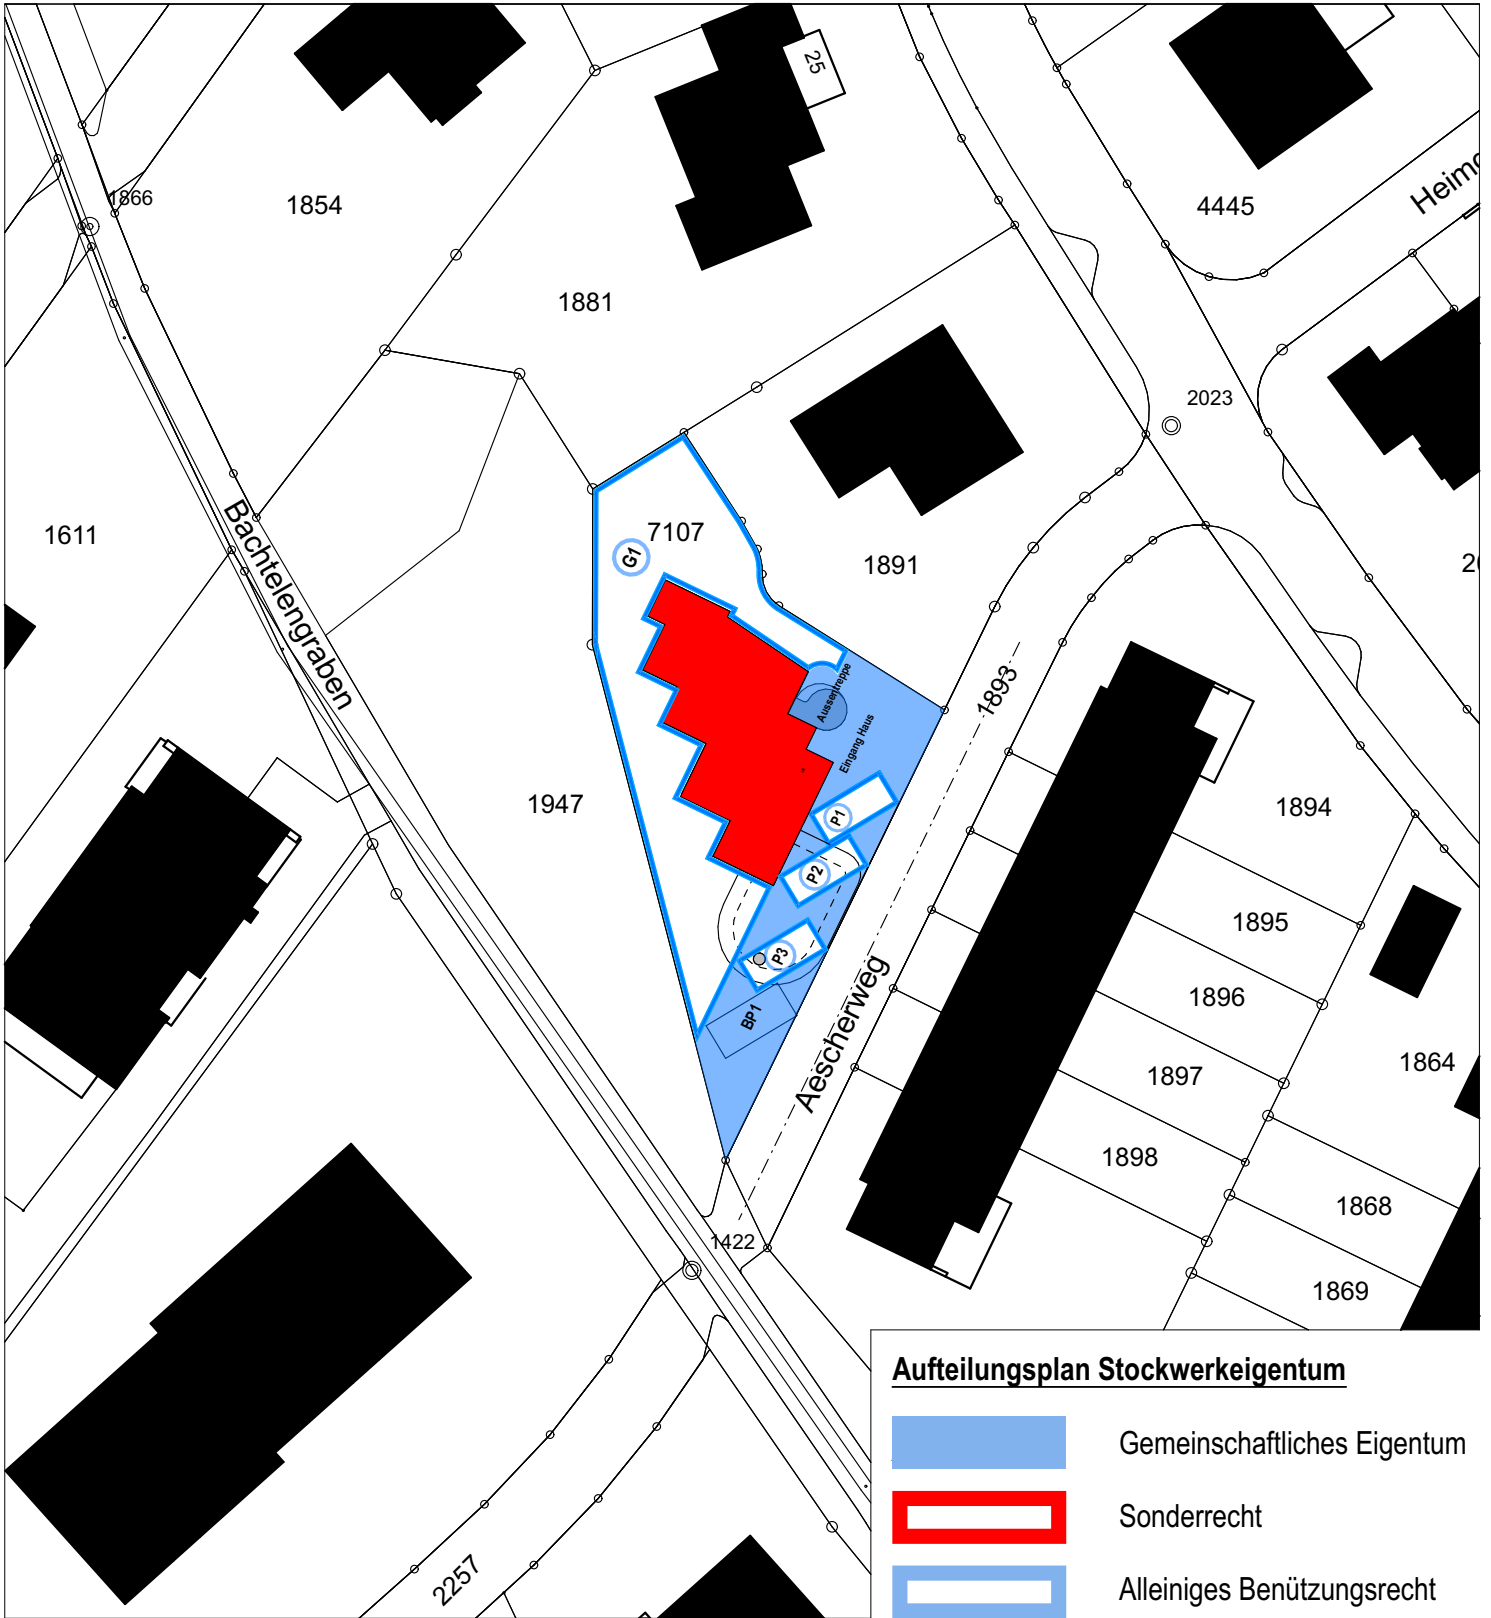 25
1866
1854
4445
Heimg
1881
2023
7107
G1
1611
1891
Bachtelengraben
Aussentreppe
1893
Eingang Haus
1947
P1
1894
P2
1895
P3
1896
BP1
Aescherweg
1864
1897
1898
1868
1422
1869
2257
Aufteilungsplan Stockwerkeigentum
Gemeinschaftliches Eigentum
Sonderrecht
Alleiniges Benützungsrecht